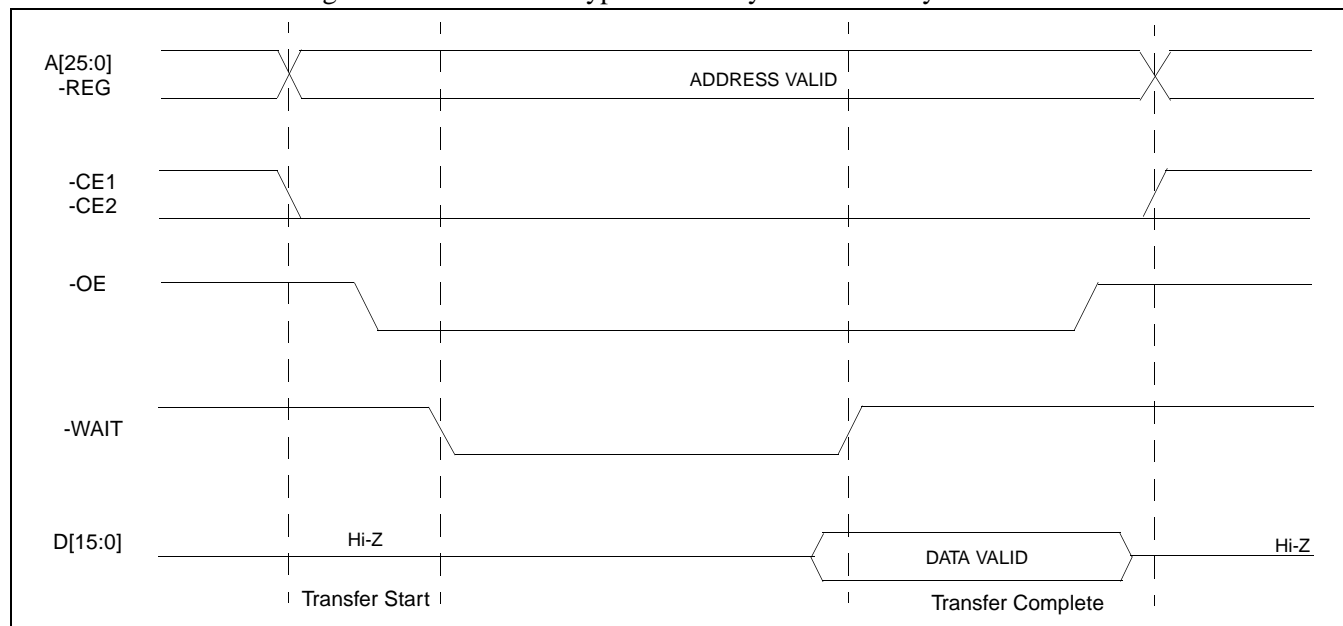 A[25:0]
-REG
ADDRESS VALID
-CE1
-CE2
-OE
-WAIT
D[15:0]
Hi-Z
DATA VALID
Hi-Z
Transfer Start
Transfer Complete